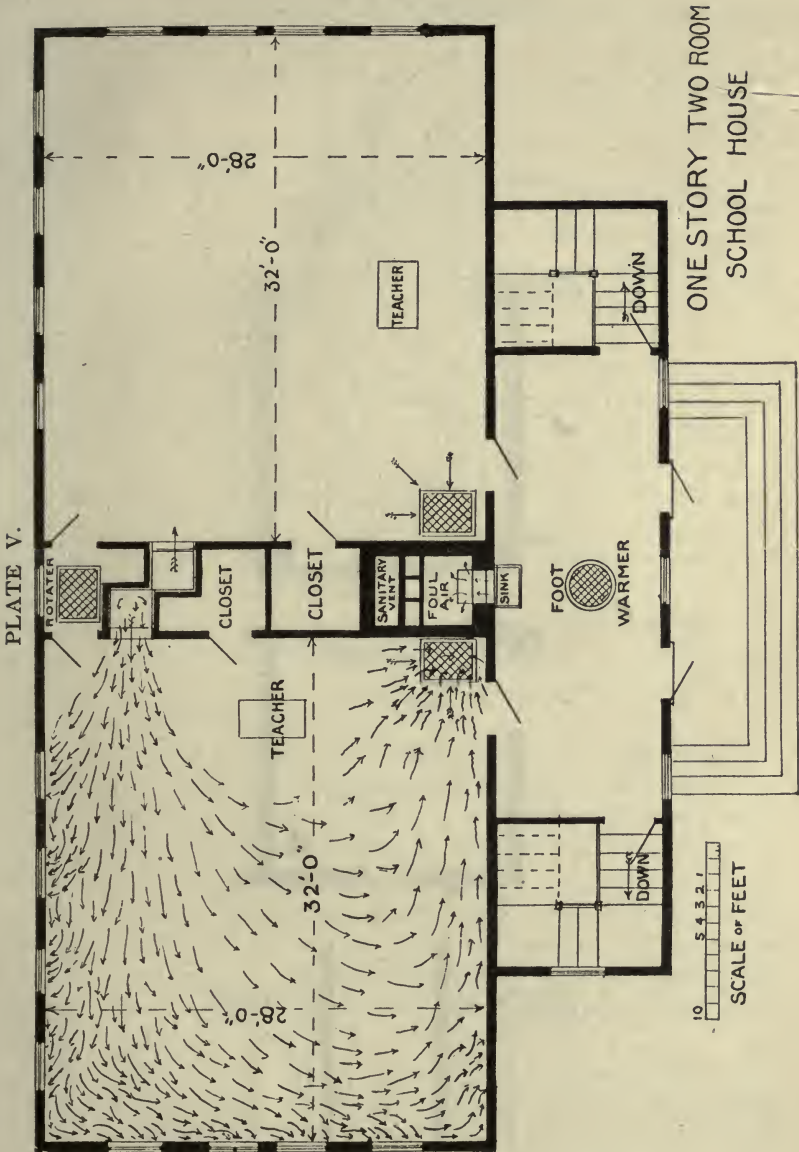 PLATE V.
ONE STORY TWO ROOM
SCHOOL HOUSE
28'-0"
32'-0"
TEACHER
ROTATER
CLOSET
CLOSET
SANITARY
VENT
FOUL
AIR
SINK
TEACHER
32'-0"
28'-0"
FOOT
WARMER
DOWN
DOWN
10 5 4 3 2 1
SCALE OF FEET